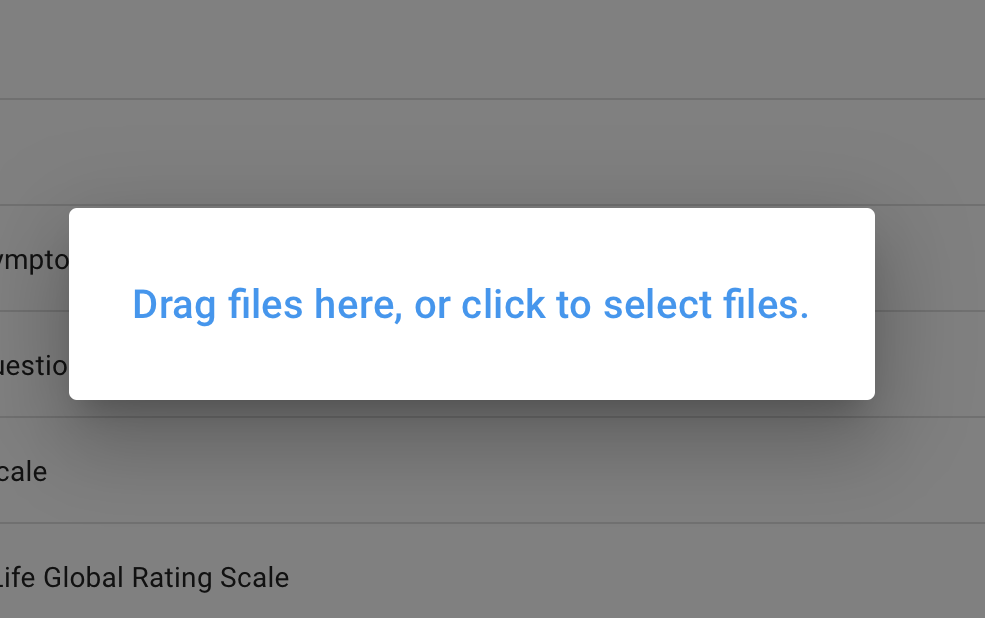 Drag files here, or click to select files.
cale
Life Global Rating Scale